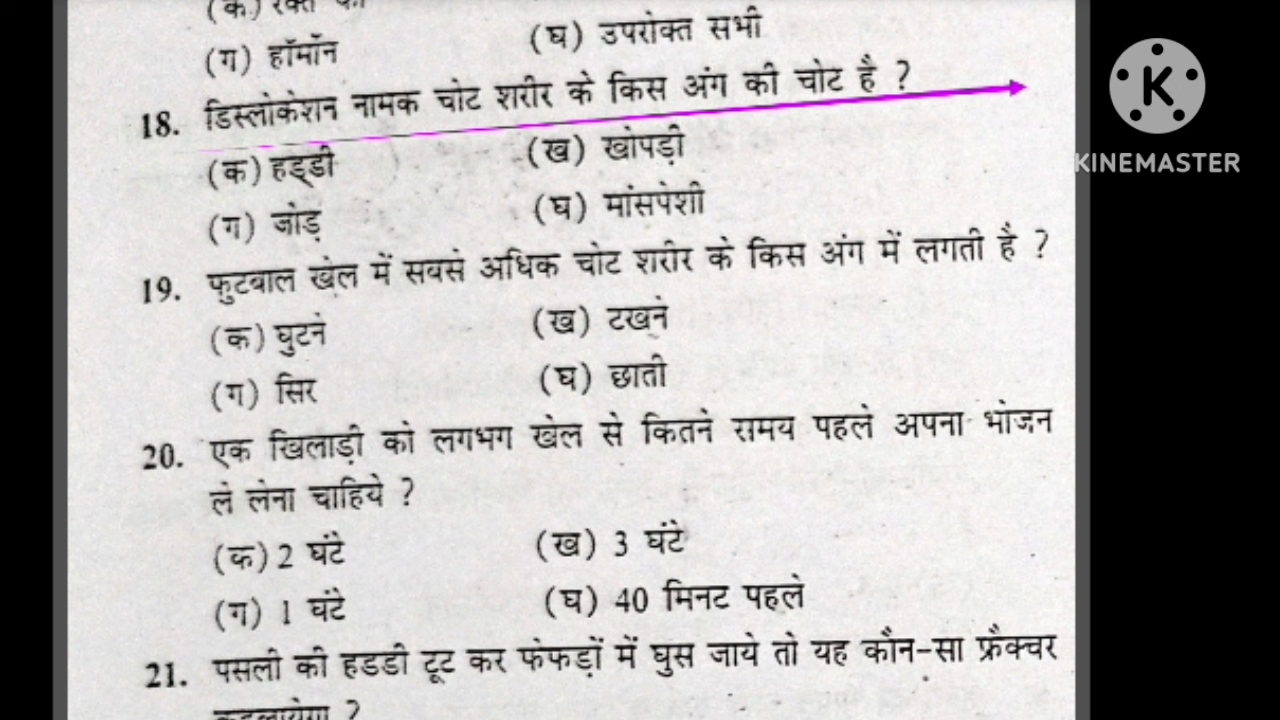 (क) रक्त का
(ग) हॉर्मोन (घ) उपरोक्त सभी
18. डिस्लोकेशन नामक चोट शरीर के किस अंग की चोट है ?
(क) हड्डी (ख) खोपड़ी
(ग) जोड़ (घ) मांसपेशी
19. फुटबाल खेल में सबसे अधिक चोट शरीर के किस अंग में लगती है ?
(क) घुटने (ख) टखने
(ग) सिर (घ) छाती
20. एक खिलाड़ी को लगभग खेल से कितने समय पहले अपना भोजन
ले लेना चाहिये ?
(क) 2 घंटे (ख) 3 घंटे
(ग) 1 घंटे (घ) 40 मिनट पहले
21. पसली की हडडी टूट कर फेफड़ों में घुस जाये तो यह कौन-सा फ्रैक्चर
कहलायेगा ?
K
KINEMASTER